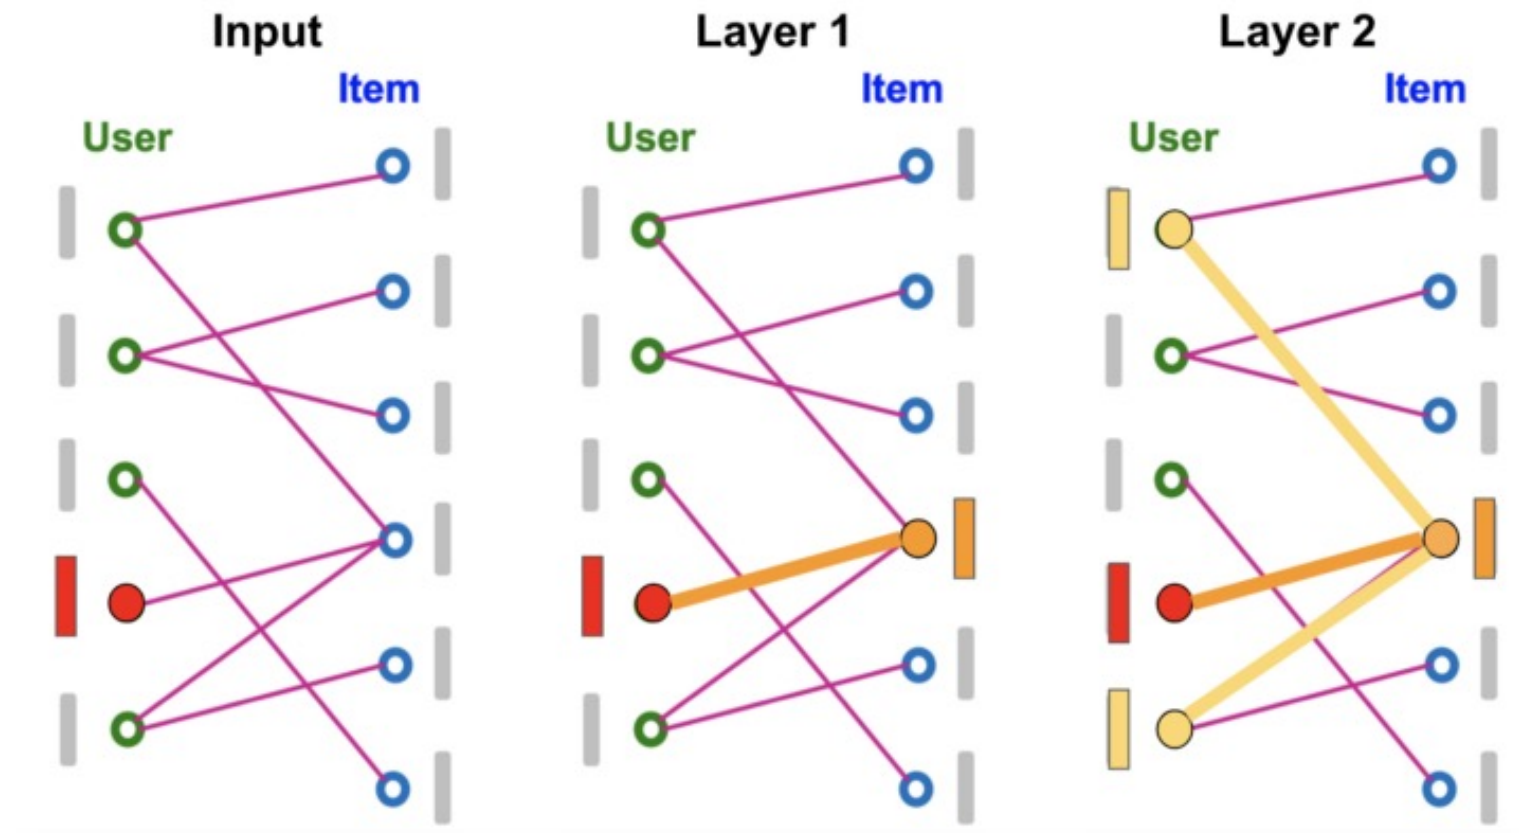 Input
Layer 1
Layer 2
Item
Item
Item
User
User
User